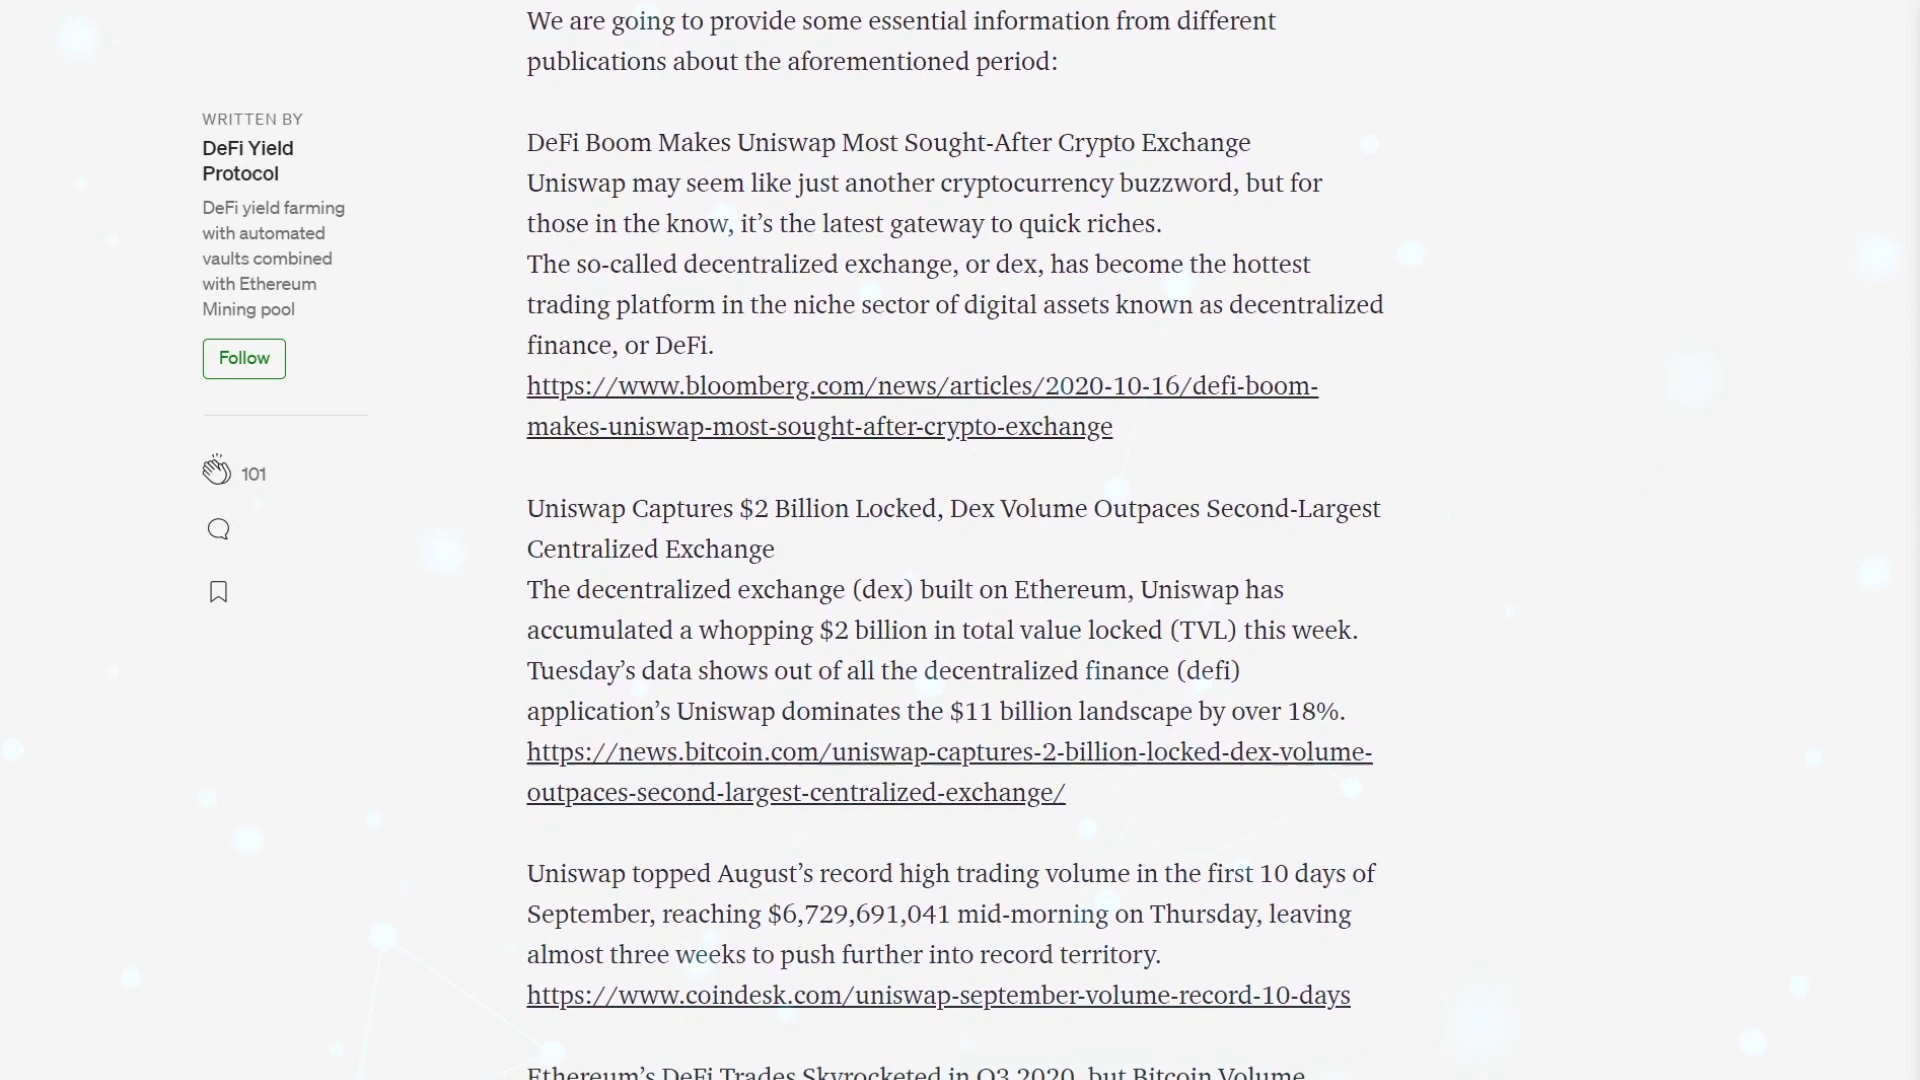 We are going to provide some essential information from different
publications about the aforementioned period:
WRITTEN BY
DeFi Yield
Protocol
DeFi yield farming
with automated
vaults combined
with Ethereum
Mining pool
Follow
101
DeFi Boom Makes Uniswap Most Sought-After Crypto Exchange
Uniswap may seem like just another cryptocurrency buzzword, but for
those in the know, it’s the latest gateway to quick riches.
The so-called decentralized exchange, or dex, has become the hottest
trading platform in the niche sector of digital assets known as decentralized
finance, or DeFi.
https://www.bloomberg.com/news/articles/2020-10-16/defi-boom-
makes-uniswap-most-sought-after-crypto-exchange
Uniswap Captures $2 Billion Locked, Dex Volume Outpaces Second-Largest
Centralized Exchange
The decentralized exchange (dex) built on Ethereum, Uniswap has
accumulated a whopping $2 billion in total value locked (TVL) this week.
Tuesday’s data shows out of all the decentralized finance (defi)
application’s Uniswap dominates the $11 billion landscape by over 18%.
https://news.bitcoin.com/uniswap-captures-2-billion-locked-dex-volume-
outpaces-second-largest-centralized-exchange/
Uniswap topped August’s record high trading volume in the first 10 days of
September, reaching $6,729,691,041 mid-morning on Thursday, leaving
almost three weeks to push further into record territory.
https://www.coindesk.com/uniswap-september-volume-record-10-days
Ethereum’s DeFi Trades Skyrocketed in Q3 2020, but Bitcoin Volume